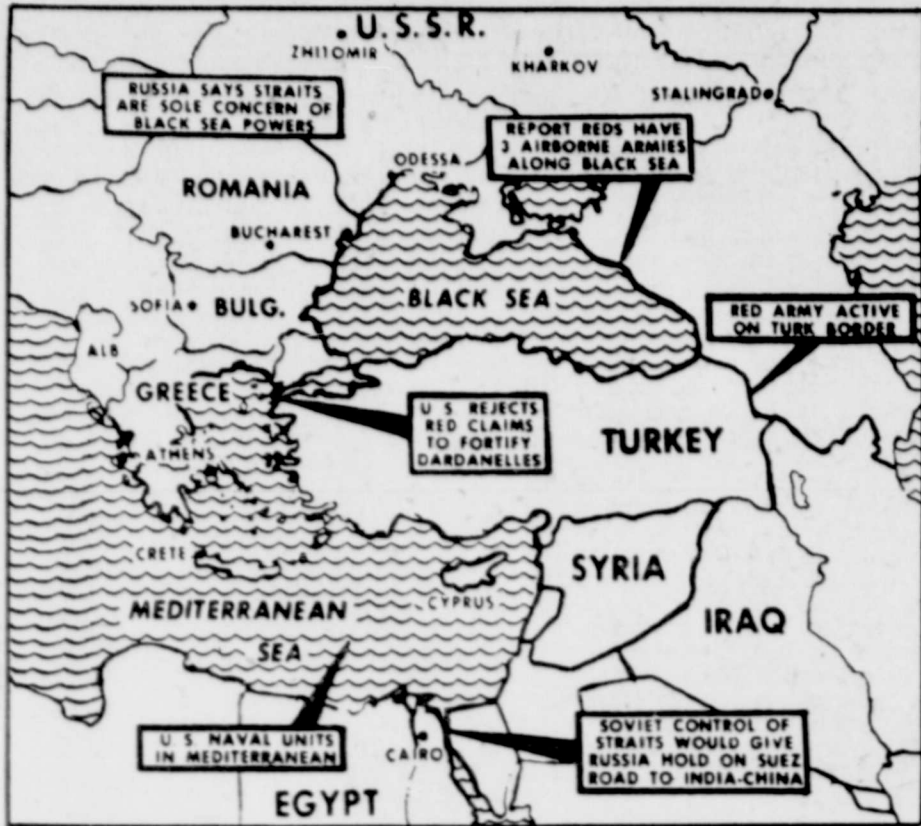 U.S.S.R.
ZHITOMIR
KHARKOV
STALINGRAD
RUSSIA SAYS STRAITS
ARE SOLE CONCERN OF
BLACK SEA POWERS
REPORT REDS HAVE
3 AIRBORNE ARMIES
ALONG BLACK SEA
ODESSA
ROMANIA
BUCHAREST
SOFIA
BULG.
BLACK SEA
RED ARMY ACTIVE
ON TURK BORDER
ALB
GREECE
U S REJECTS
RED CLAIMS
TO FORTIFY
DARDANELLES
TURKEY
ATHENS
CRETE
CYPRUS
SYRIA
IRAQ
MEDITERRANEAN
SEA
U. S. NAVAL UNITS
IN MEDITERRANEAN
CAIRO
SOVIET CONTROL OF
STRAITS WOULD GIVE
RUSSIA HOLD ON SUEZ
ROAD TO INDIA-CHINA
EGYPT